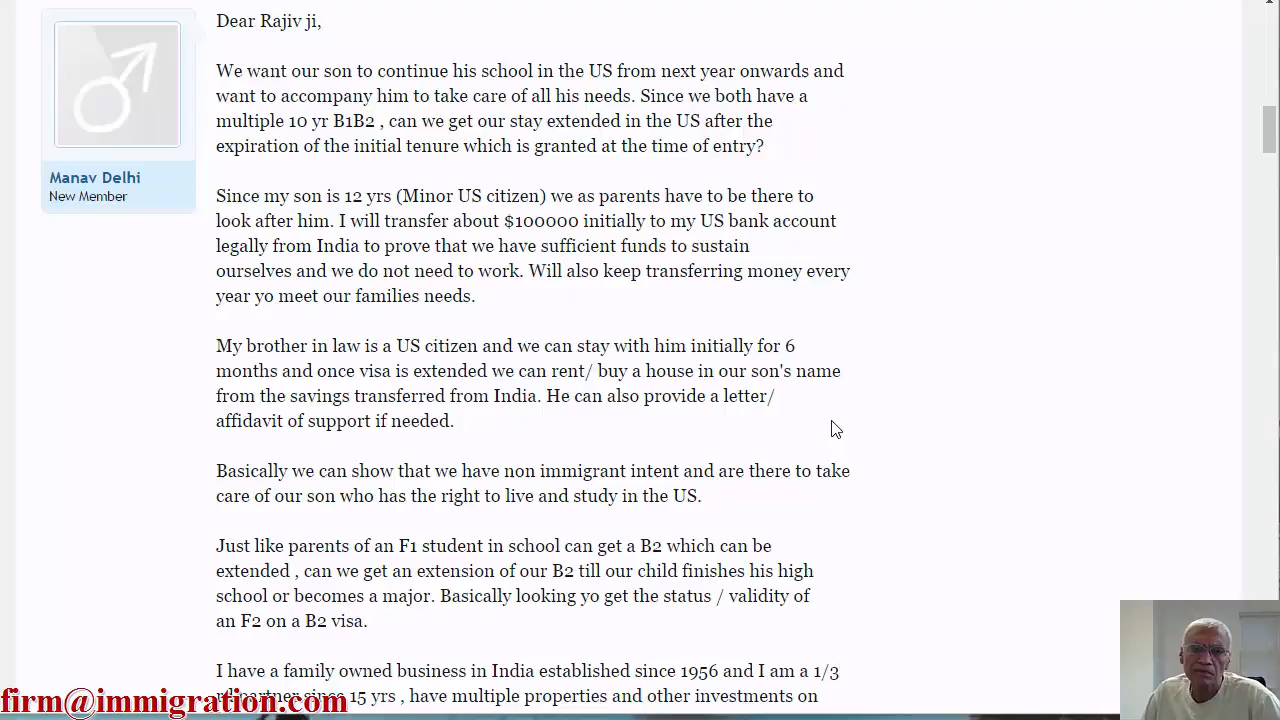 Dear Rajiv ji,
We want our son to continue his school in the US from next year onwards and
want to accompany him to take care of all his needs. Since we both have a
multiple 10 yr B1B2 , can we get our stay extended in the US after the
expiration of the initial tenure which is granted at the time of entry?
Manav Delhi
New Member
Since my son is 12 yrs (Minor US citizen) we as parents have to be there to
look after him. I will transfer about $100000 initially to my US bank account
legally from India to prove that we have sufficient funds to sustain
ourselves and we do not need to work. Will also keep transferring money every
year yo meet our families needs.
My brother in law is a US citizen and we can stay with him initially for 6
months and once visa is extended we can rent/ buy a house in our son's name
from the savings transferred from India. He can also provide a letter/
affidavit of support if needed.
Basically we can show that we have non immigrant intent and are there to take
care of our son who has the right to live and study in the US.
Just like parents of an F1 student in school can get a B2 which can be
extended , can we get an extension of our B2 till our child finishes his high
school or becomes a major. Basically looking yo get the status / validity of
an F2 on a B2 visa.
I have a family owned business in India established since 1956 and I am a 1/3
partner since 15 yrs , have multiple properties and other investments on
firm@immigration.com